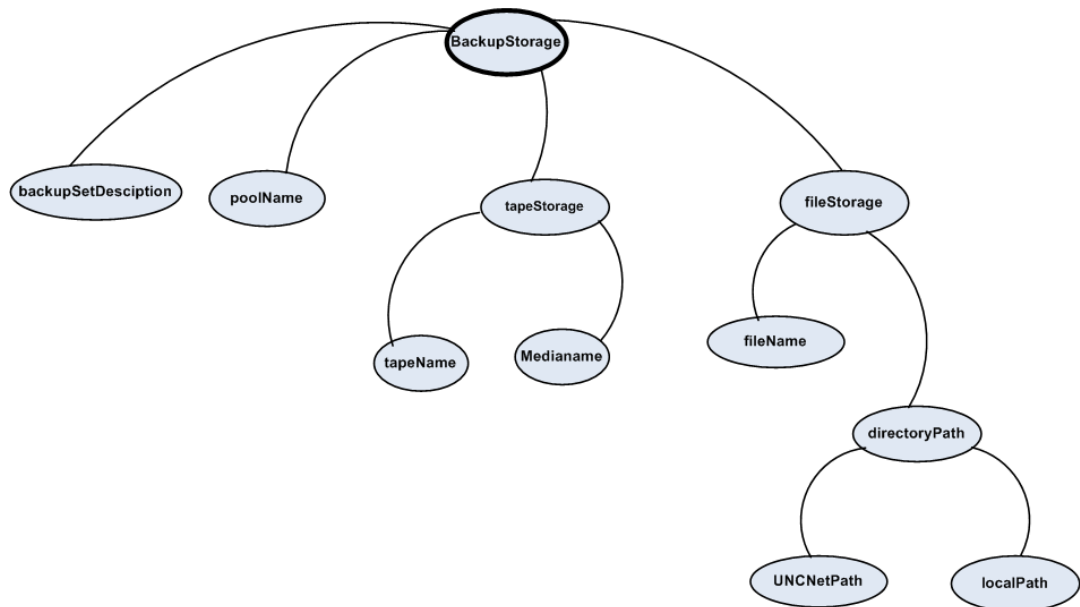 BackupStorage
backupSetDesciption
poolName
tapeStorage
fileStorage
tapeName
Medianame
fileName
directoryPath
UNCNetPath
localPath